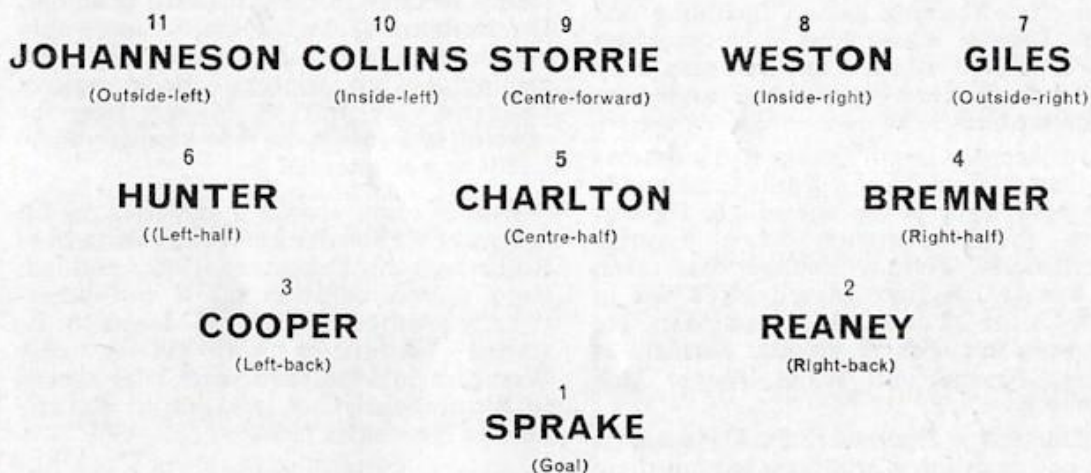 11 10 9 8 7
JOHANNESON COLLINS STORRIE WESTON GILES
(Outside-left) (Inside-left) (Centre-forward) (Inside-right) (Outside-right)
6 5 4
HUNTER CHARLTON BREMNER
((Left-half) (Centre-half) (Right-half)
3 2
COOPER REANEY
(Left-back) (Right-back)
1
SPRAKE
(Goal)